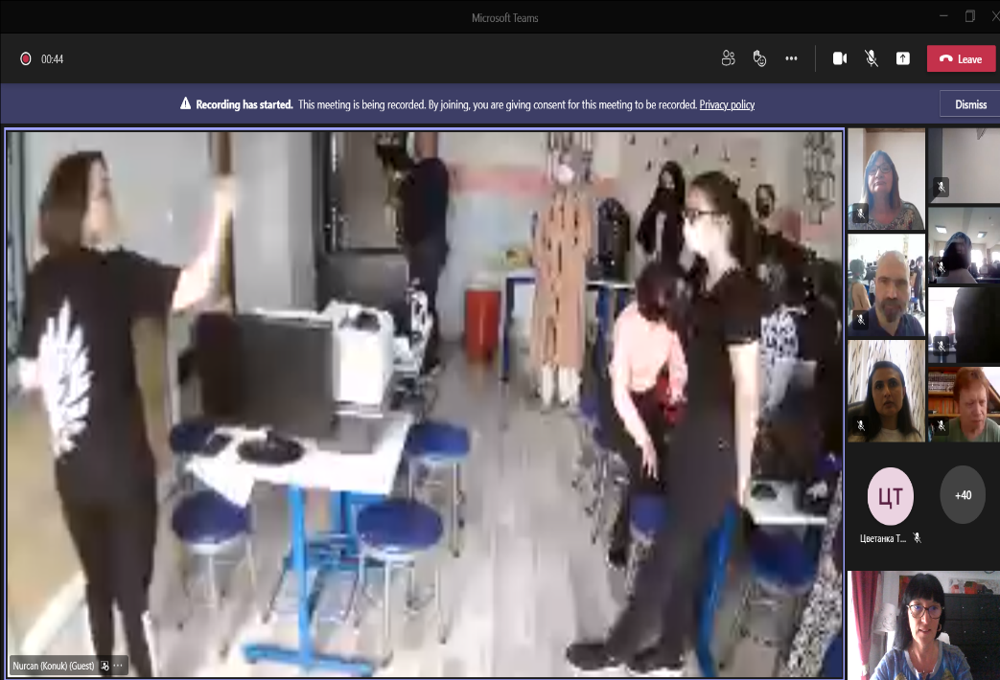 Microsoft Teams
00:44
Leave
Recording has started. This meeting is being recorded. By joining, you are giving consent for this meeting to be recorded. Privacy policy
Dismiss
ЦТ
+40
Цветанка Т...
Nurcan (Konuk) (Guest)